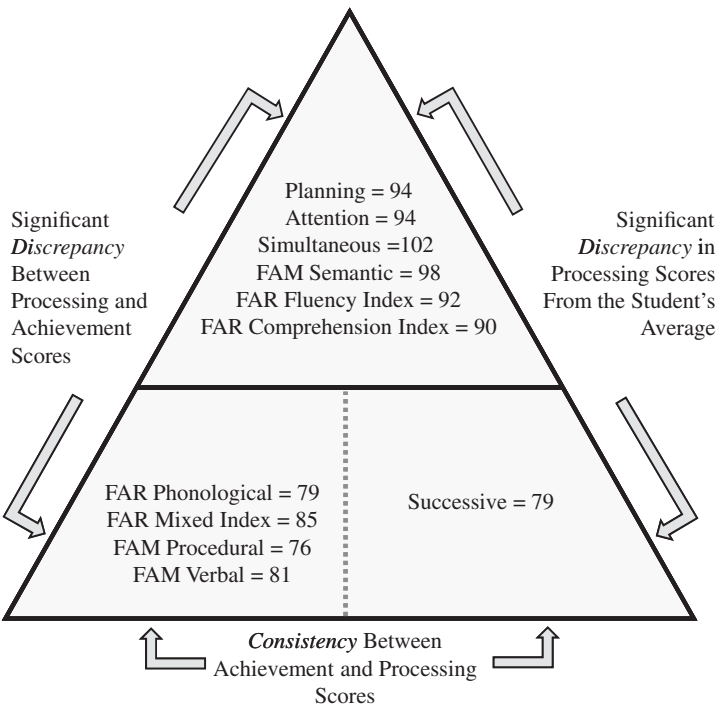 Planning = 94
Attention = 94
Simultaneous =102
FAM Semantic = 98
FAR Fluency Index = 92
FAR Comprehension Index = 90
Significant
Discrepancy
Between
Processing and
Achievement
Scores
Significant
Discrepancy in
Processing Scores
From the Student's
Average
FAR Phonological = 79
FAR Mixed Index = 85
FAM Procedural = 76
FAM Verbal = 81
Successive = 79
Consistency Between
Achievement and Processing
Scores